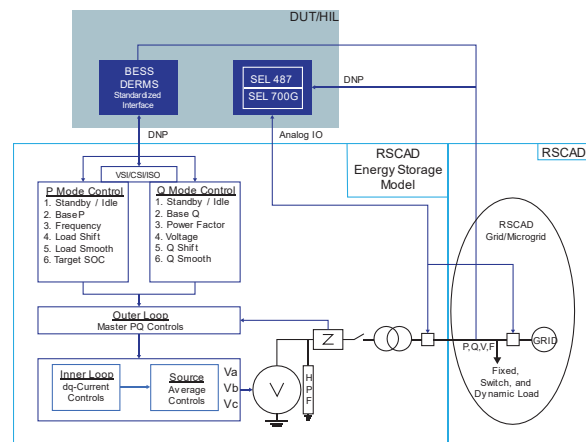 DUT/HIL
BESS
DERMS
Standardized
Interface
SEL 487
SEL 700G
DNP
DNP
Analog IO
VSI/CSI/ISO
RSCAD
Energy Storage
Model
RSCAD
P Mode Control
1. Standby / Idle
2. Base P
3. Frequency
4. Load Shift
5. Load Smooth
6. Target SOC
Q Mode Control
1. Standby / Idle
2. Base Q
3. Power Factor
4. Voltage
5. Q Shift
6. Q Smooth
RSCAD
Grid/Microgrid
Outer Loop
Master PQ Controls
Z
P,Q,V,F
GRID
Fixed,
Switch, and
Dynamic Load
Inner Loop
dq-Current
Controls
Source
Average
Controls
Va
Vb
Vc
V
HPF